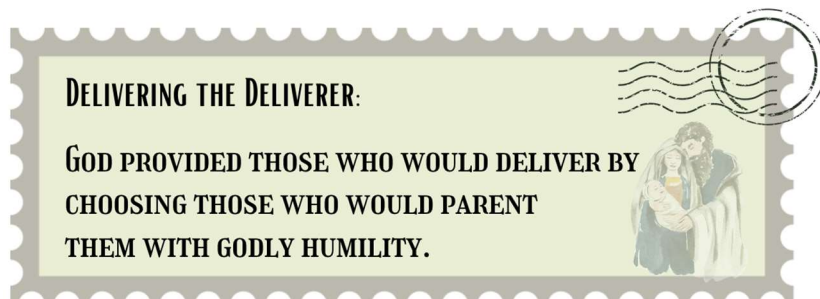 DELIVERING THE DELIVERER:
GOD PROVIDED THOSE WHO WOULD DELIVER BY
CHOOSING THOSE WHO WOULD PARENT
THEM WITH GODLY HUMILITY.